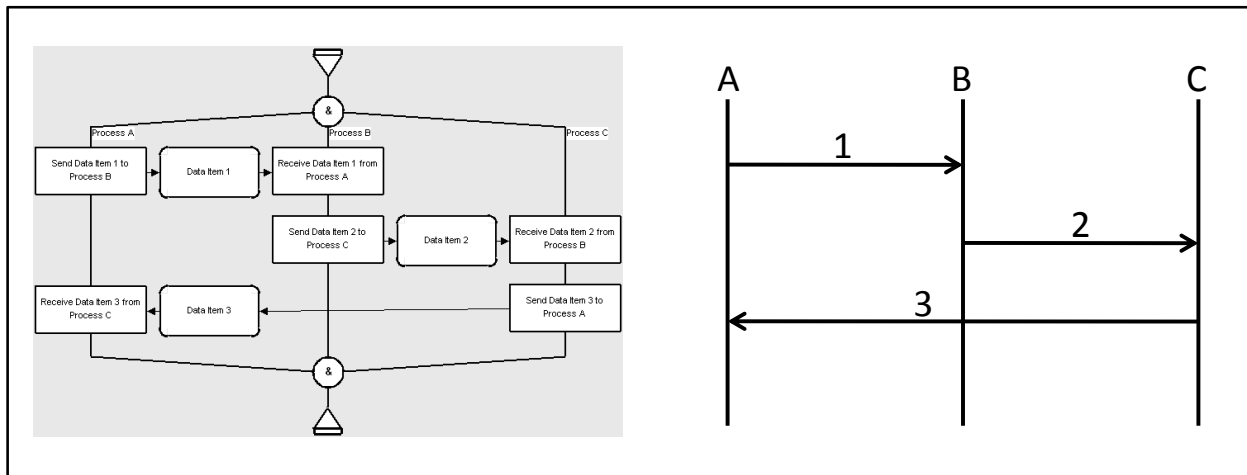 &
Process A
Process B
Process C
Send Data Item 1 to
Process B
Data Item 1
Receive Data Item 1 from
Process A
Send Data Item 2 to
Process C
Data Item 2
Receive Data Item 2 from
Process B
Receive Data Item 3 from
Process C
Data Item 3
Send Data Item 3 to
Process A
&
A
B
C
1
2
3